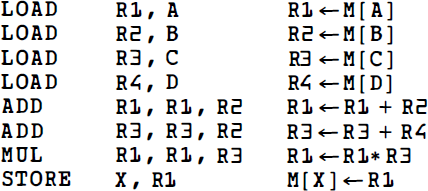 LOAD R1, A R1←M[A]
LOAD R2, B R2←M[B]
LOAD R3, C R3←M[C]
LOAD R4, D R4←M[D]
ADD R1, R1, R2 R1←R1 + R2
ADD R3, R3, R2 R3←R3 + R4
MUL R1, R1, R3 R1←R1*R3
STORE X, R1 M[X]←R1